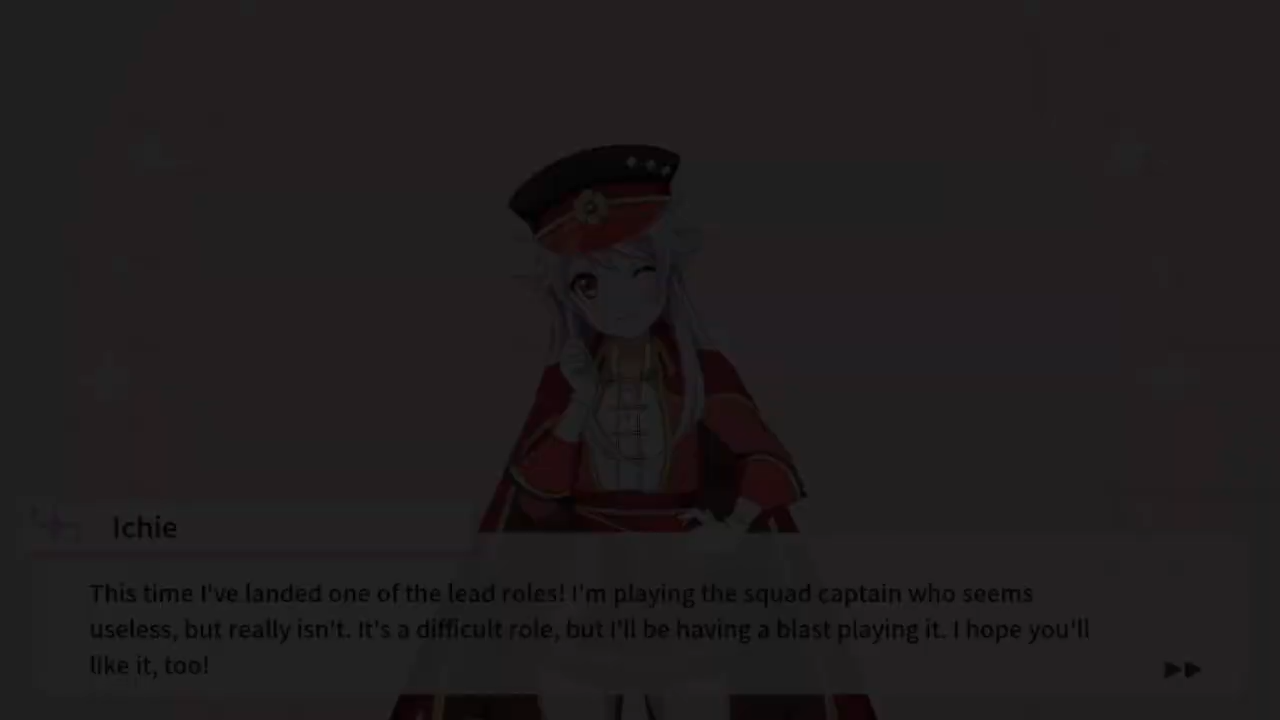 Ichie
This time I've landed one of the lead roles! I'm playing the squad captain who seems
useless, but really isn't. It's a difficult role, but I'll be having a blast playing it. I hope you'll
like it, too!